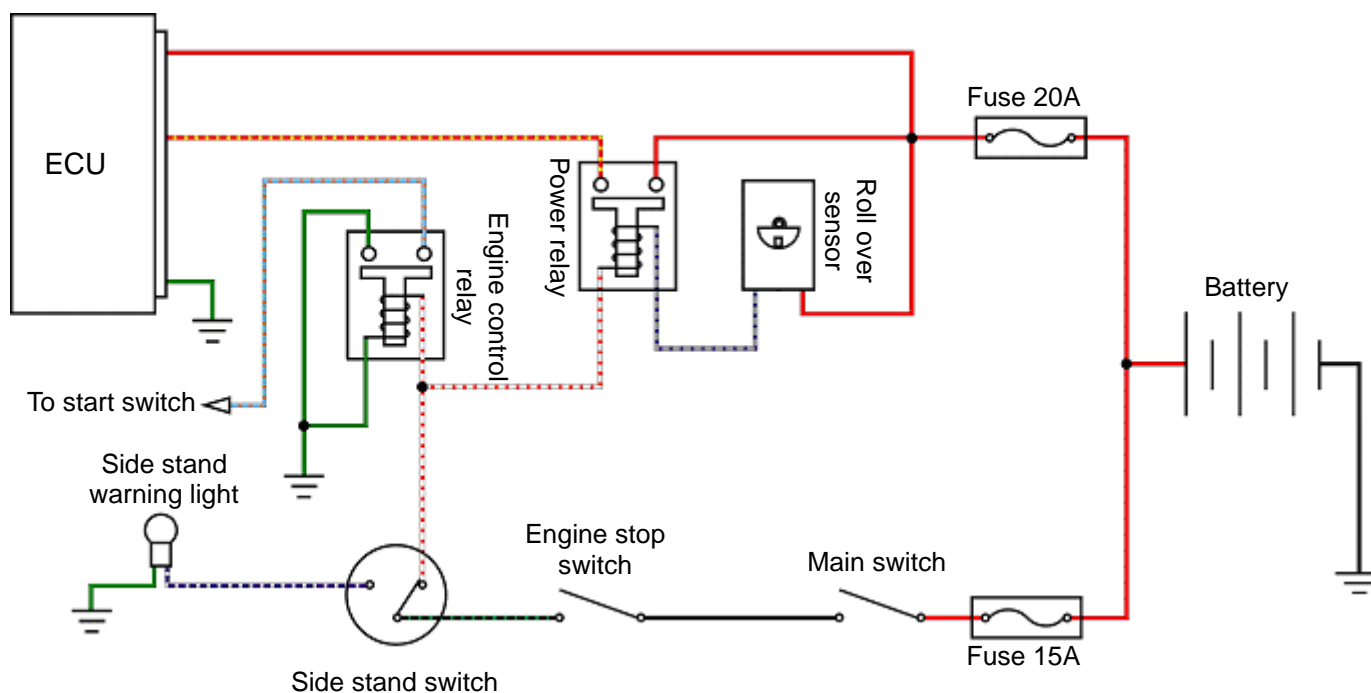 Fuse 20A
ECU
Power relay
Roll over
sensor
Engine control
relay
Battery
To start switch
Side stand
warning light
Engine stop
switch
Main switch
Fuse 15A
Side stand switch